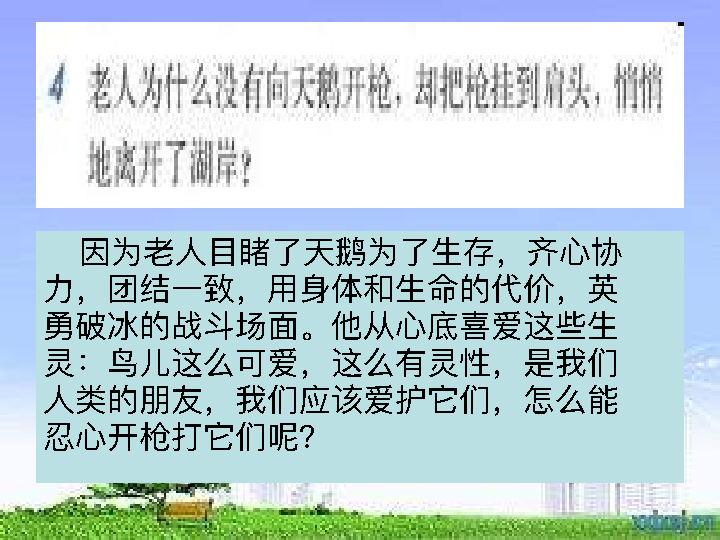 4 老人为什么没有向天鹅开枪，却把枪挂到肩头，悄悄
地离开了湖岸？
因为老人目睹了天鹅为了生存，齐心协
力，团结一致，用身体和生命的代价，英
勇破冰的战斗场面。他从心底喜爱这些生
灵：鸟儿这么可爱，这么有灵性，是我们
人类的朋友，我们应该爱护它们，怎么能
忍心开枪打它们呢？